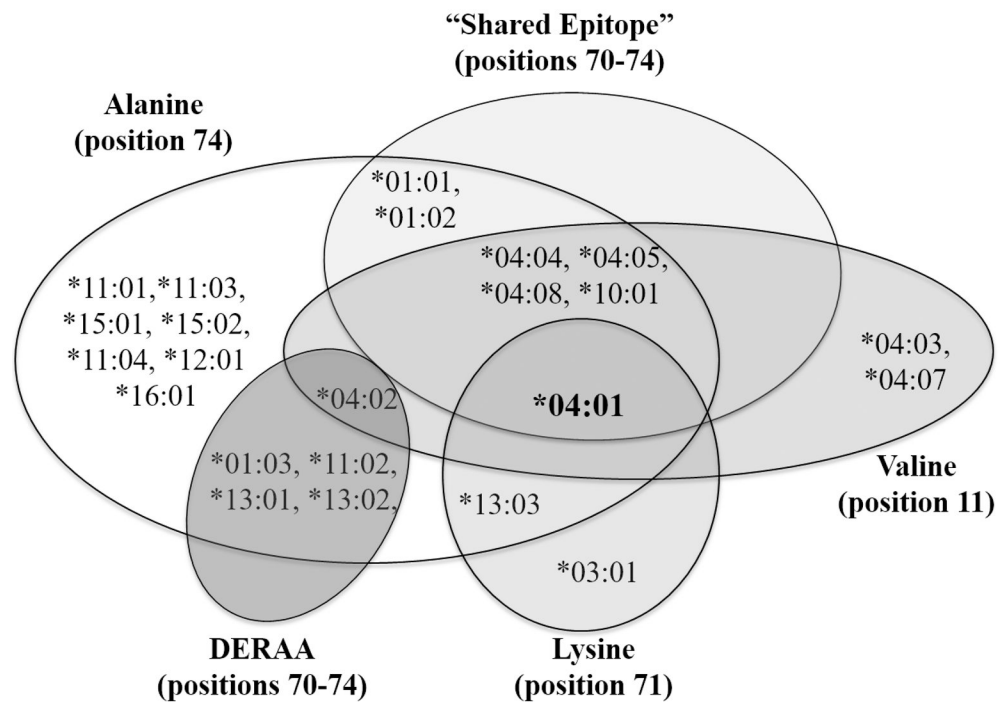 “Shared Epitope”
(positions 70-74)
Alanine
(position 74)
*01:01,
*01:02
*04:04, *04:05,
*04:08, *10:01
*11:01,*11:03,
*15:01, *15:02,
*11:04, *12:01
*16:01
*04:03,
*04:07
*04:02
*04:01
*01:03, *11:02,
*13:01, *13:02,
*13:03
Valine
(position 11)
*03:01
DERAA
(positions 70-74)
Lysine
(position 71)